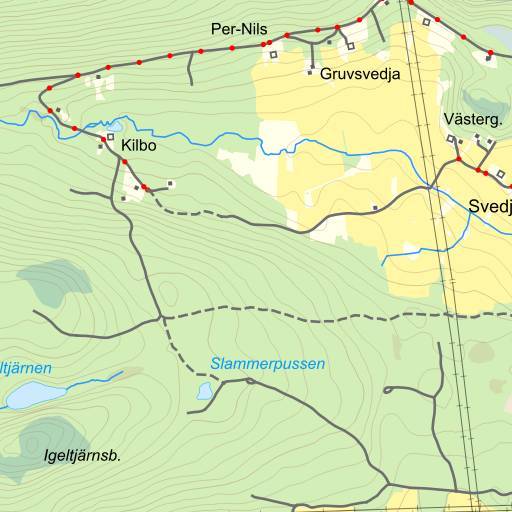 Per-Nils
Gruvsvedja
Västerg.
Kilbo
Svedj
Slammerpussen
ltjärnen
Igeltjärnsb.